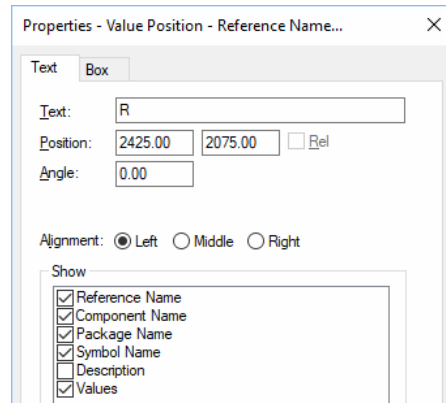 Properties - Value Position - Reference Name...
Text Box
Text: R
Position: 2425.00 2075.00 Rel
Angle: 0.00
Alignment: Left Middle Right
Show
Reference Name
Component Name
Package Name
Symbol Name
Description
Values